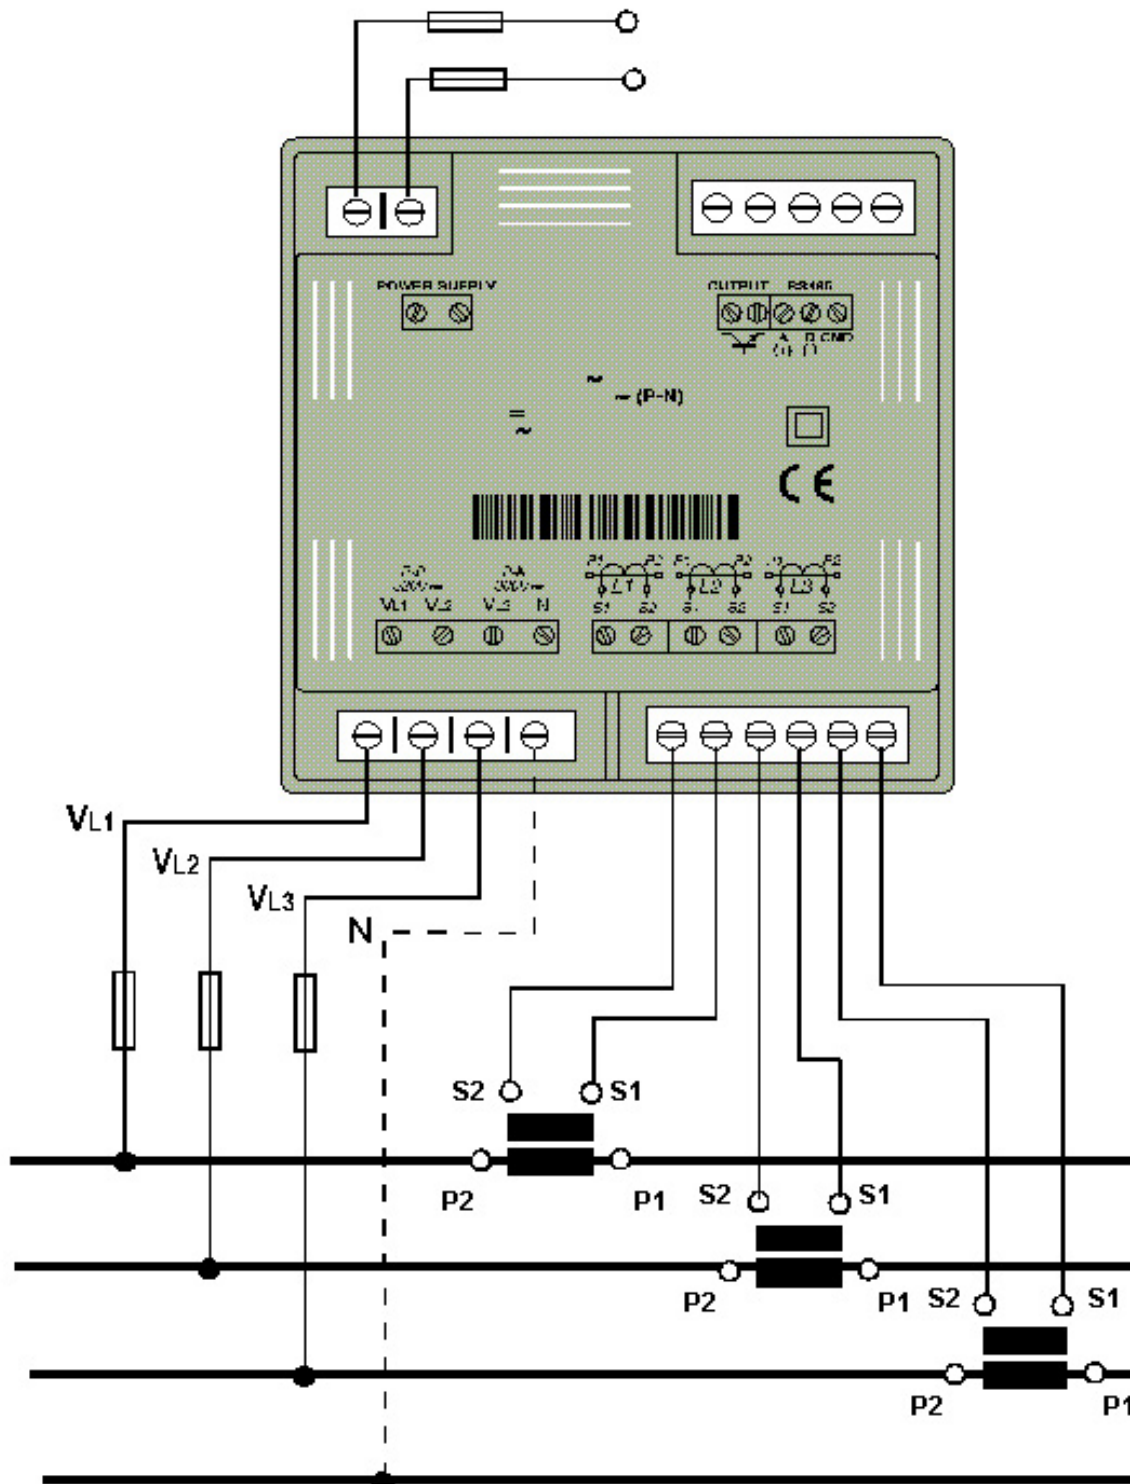 POWER SUPPLY
OUTPUT RS485
A B GND
(+) (-)
~
~ (P-N)
=
~
CE
P1 P2 P1 P2 P1 P2
L1 L2 L3
VL1 VL2 VL3 N
S1 S2 S1 S2 S1 S2
VL1
VL2
VL3
N
S2 S1
P2 P1
S2 S1
P2 P1
S2 S1
P2 P1